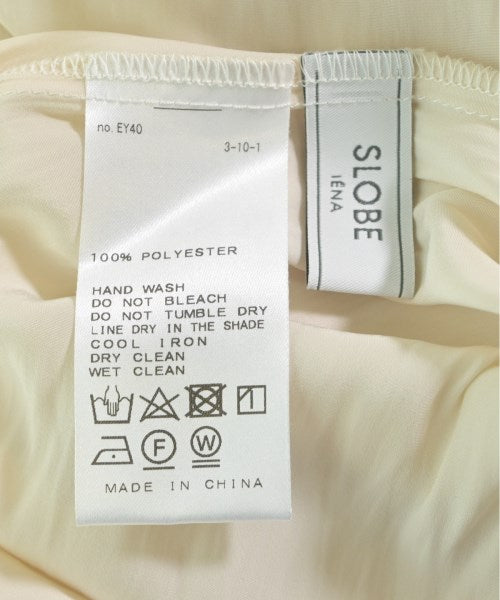 no. EY40
3-10-1
100% POLYESTER
HAND WASH
DO NOT BLEACH
DO NOT TUMBLE DRY
LINE DRY IN THE SHADE
COOL IRON
DRY CLEAN
WET CLEAN
F
W
MADE IN CHINA
SLOBE
IÉNA